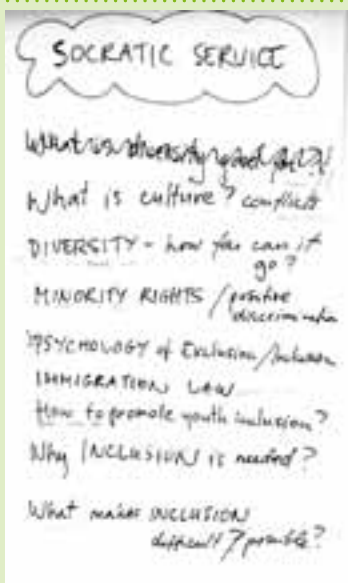 SOCRATIC SERVICE
What is diversity good for?
What is culture? conflict
DIVERSITY - how far can it
go?
MINORITY RIGHTS / positive
discrimination
PSYCHOLOGY of Exclusion/Inclusion
IMMIGRATION LAW
How to promote youth inclusion?
Why INCLUSION is needed?
What makes INCLUSION
difficult? possible?